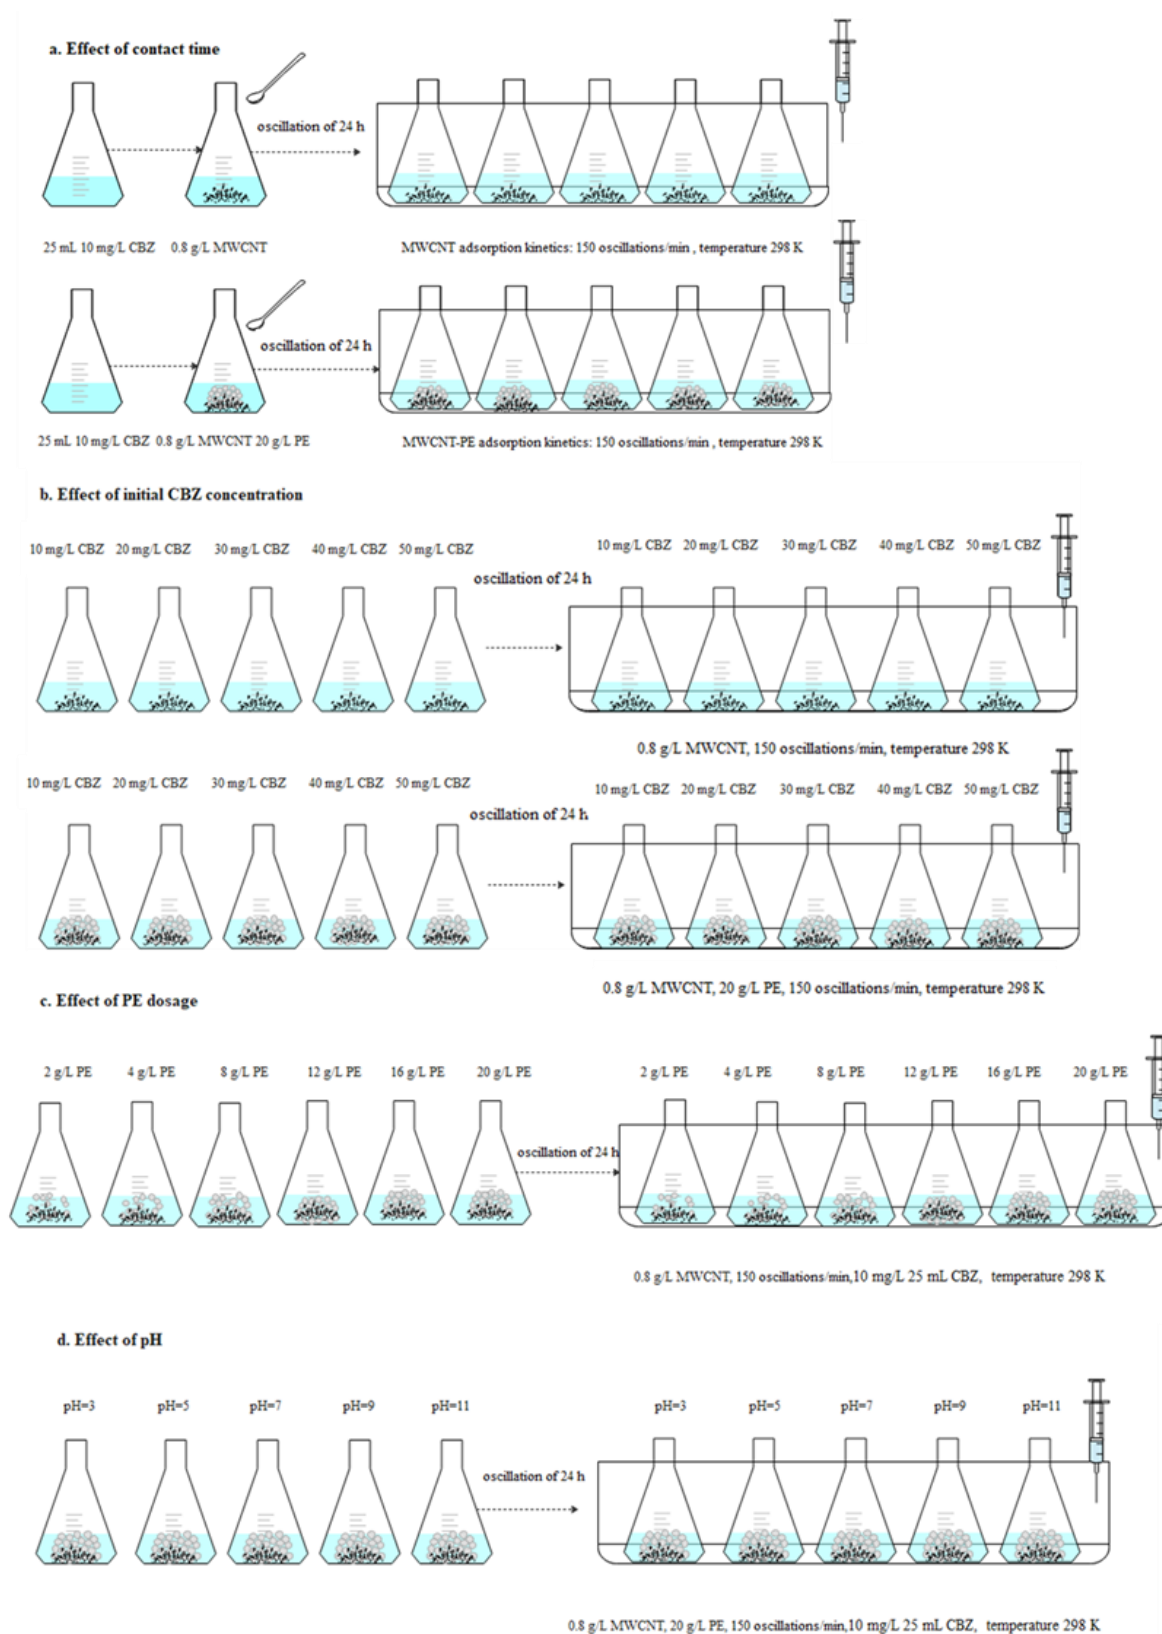 a. Effect of contact time
oscillation of 24 h
25 mL 10 mg/L CBZ 0.8 g/L MWCNT
MWCNT adsorption kinetics: 150 oscillations/min , temperature 298 K
oscillation of 24 h
25 mL 10 mg/L CBZ 0.8 g/L MWCNT 20 g/L PE
MWCNT-PE adsorption kinetics: 150 oscillations/min , temperature 298 K
b. Effect of initial CBZ concentration
10 mg/L CBZ 20 mg/L CBZ 30 mg/L CBZ 40 mg/L CBZ 50 mg/L CBZ
10 mg/L CBZ 20 mg/L CBZ 30 mg/L CBZ 40 mg/L CBZ 50 mg/L CBZ
oscillation of 24 h
0.8 g/L MWCNT, 150 oscillations/min, temperature 298 K
10 mg/L CBZ 20 mg/L CBZ 30 mg/L CBZ 40 mg/L CBZ 50 mg/L CBZ
10 mg/L CBZ 20 mg/L CBZ 30 mg/L CBZ 40 mg/L CBZ 50 mg/L CBZ
oscillation of 24 h
0.8 g/L MWCNT, 20 g/L PE, 150 oscillations/min, temperature 298 K
c. Effect of PE dosage
2 g/L PE 4 g/L PE 8 g/L PE 12 g/L PE 16 g/L PE 20 g/L PE
2 g/L PE 4 g/L PE 8 g/L PE 12 g/L PE 16 g/L PE 20 g/L PE
oscillation of 24 h
0.8 g/L MWCNT, 150 oscillations/min,10 mg/L 25 mL CBZ, temperature 298 K
d. Effect of pH
pH=3 pH=5 pH=7 pH=9 pH=11
pH=3 pH=5 pH=7 pH=9 pH=11
oscillation of 24 h
0.8 g/L MWCNT, 20 g/L PE, 150 oscillations/min,10 mg/L 25 mL CBZ, temperature 298 K